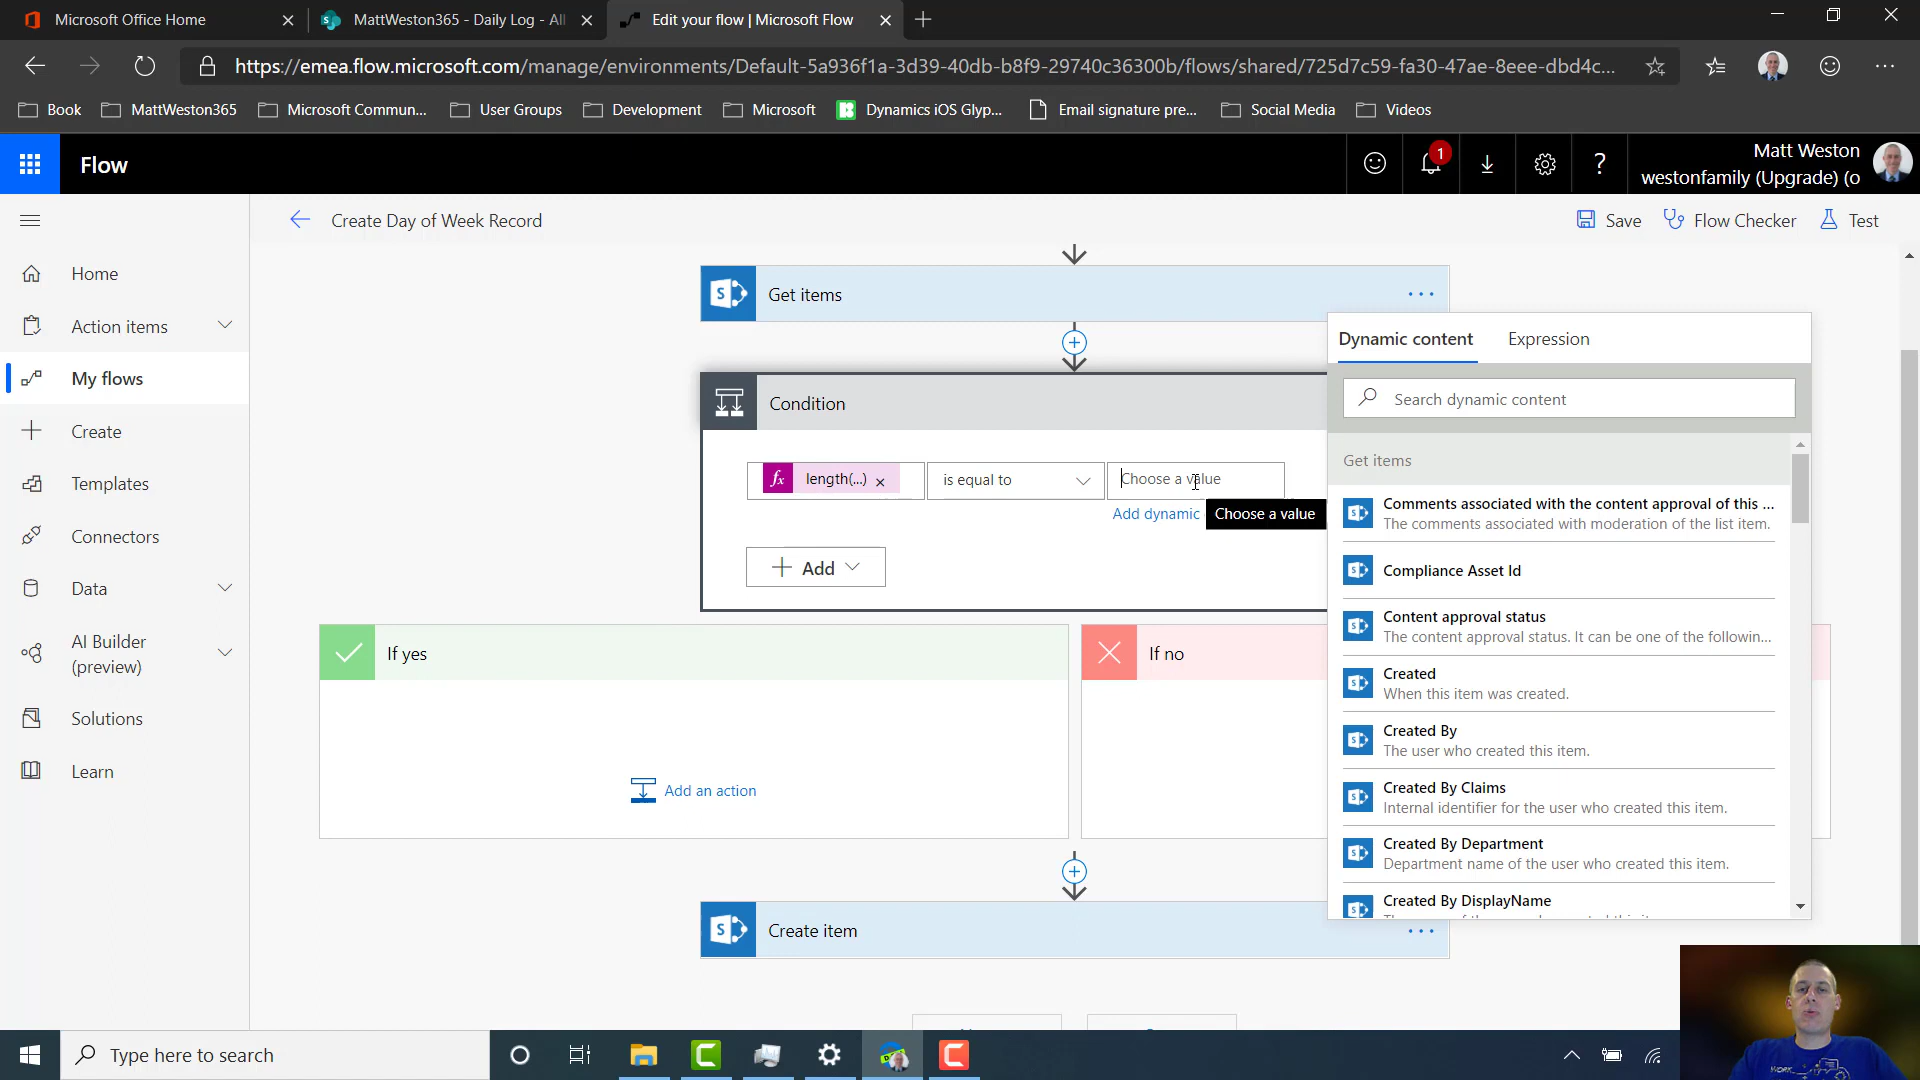 Microsoft Office Home
MattWeston365 - Daily Log - All
Edit your flow | Microsoft Flow
https://emea.flow.microsoft.com/manage/environments/Default-5a936f1a-3d39-40db-b8f9-29740c36300b/flows/shared/725d7c59-fa30-47ae-8eee-dbd4c...
Book
MattWeston365
Microsoft Commun...
User Groups
Development
Microsoft
Dynamics iOS Glyp...
Email signature pre...
Social Media
Videos
Flow
1
?
Matt Weston
westonfamily (Upgrade) (o
Create Day of Week Record
Save
Flow Checker
Test
Home
Action items
My flows
Create
Templates
Connectors
Data
AI Builder
(preview)
Solutions
Learn
Get items
Condition
fx
length(...)
is equal to
Choose a value
Add dynamic
Choose a value
Add
If yes
If no
Add an action
Create item
Dynamic content
Expression
Search dynamic content
Get items
Comments associated with the content approval of this ...
The comments associated with moderation of the list item.
Compliance Asset Id
Content approval status
The content approval status. It can be one of the followin...
Created
When this item was created.
Created By
The user who created this item.
Created By Claims
Internal identifier for the user who created this item.
Created By Department
Department name of the user who created this item.
Created By DisplayName
Type here to search